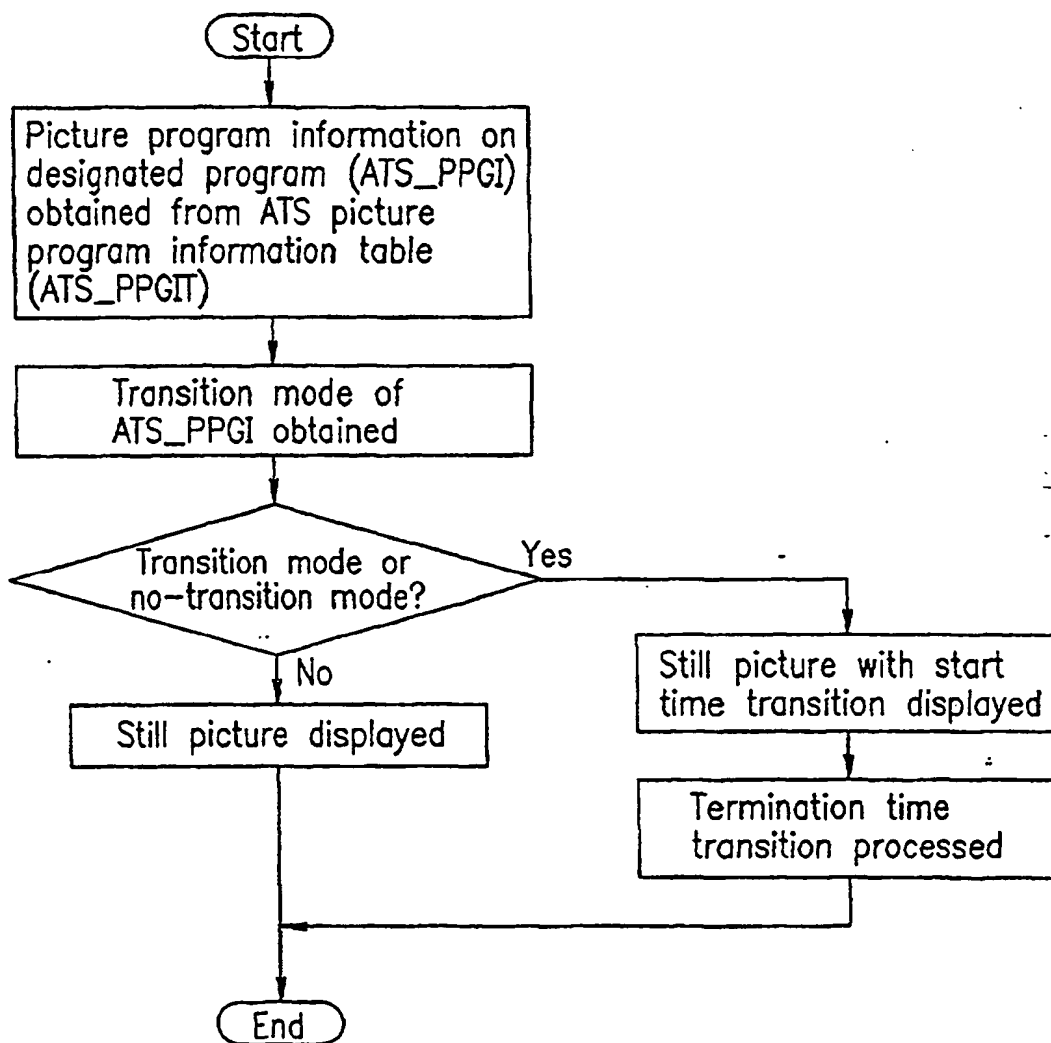 Start
Picture program information on
designated program (ATS_PPGI)
obtained from ATS picture
program information table
(ATS_PPGIT)
Transition mode of
ATS_PPGI obtained
Transition mode or
no-transition mode?
Yes
No
Still picture displayed
Still picture with start
time transition displayed
Termination time
transition processed
End